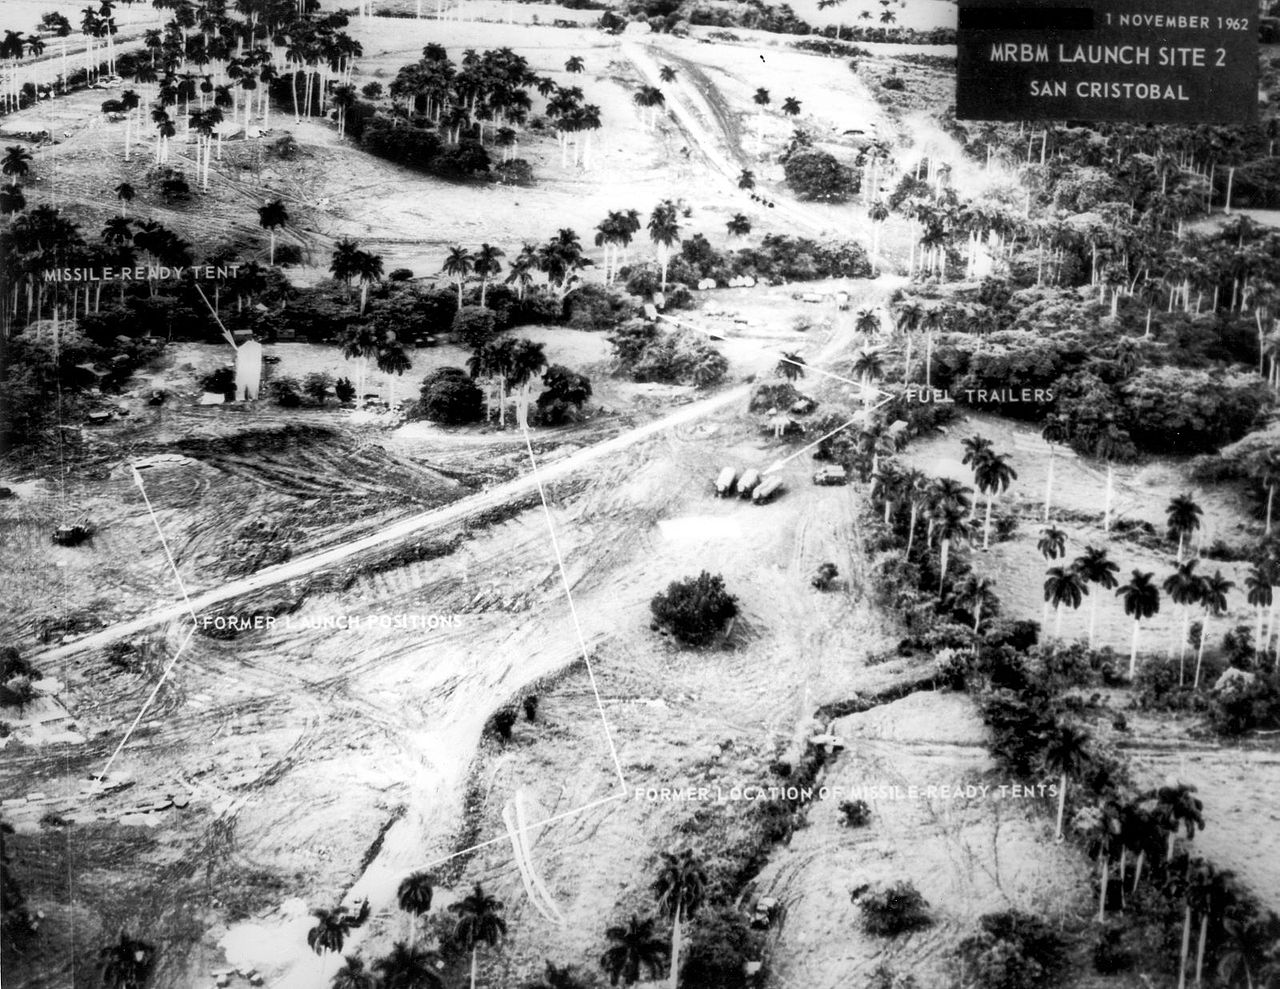 1 NOVEMBER 1962
MRBM LAUNCH SITE 2
SAN CRISTOBAL
MISSILE-READY TENT
FUEL TRAILERS
FORMER LAUNCH POSITIONS
FORMER LOCATION OF MISSILE-READY TENTS